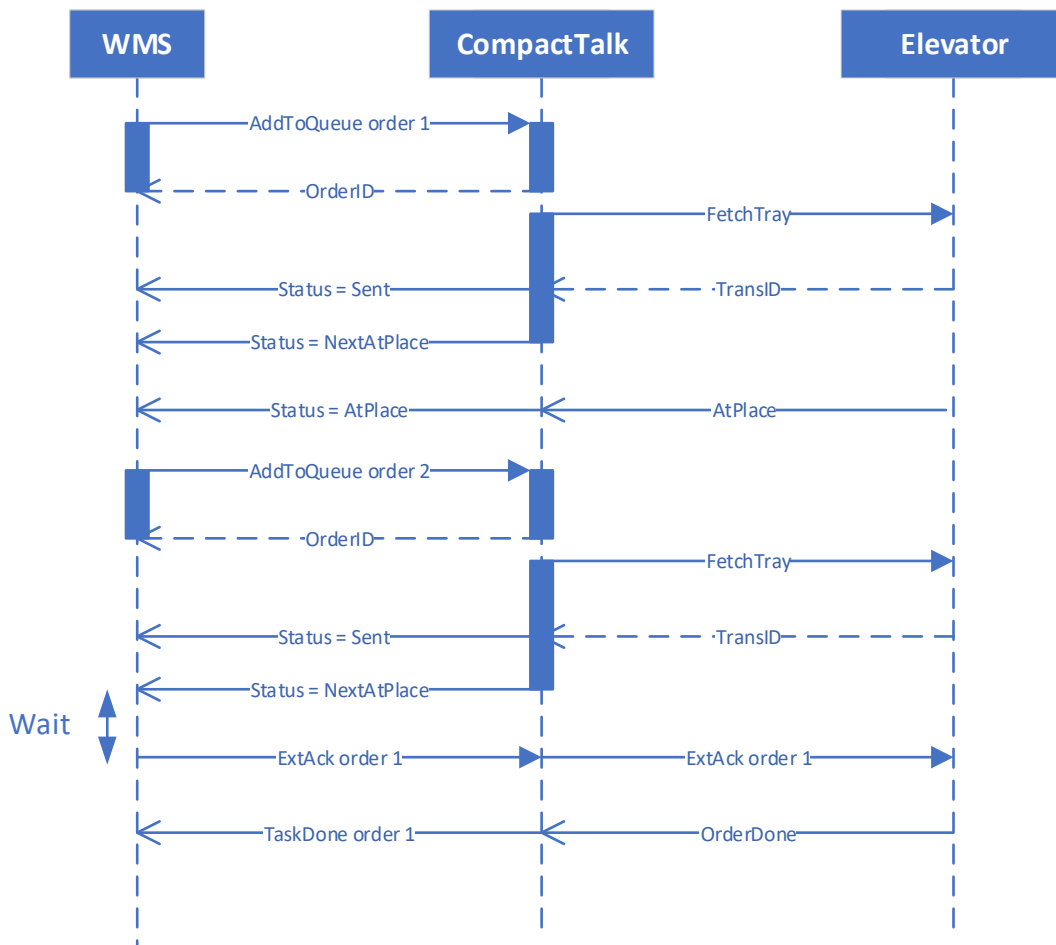 WMS
CompactTalk
Elevator
AddToQueue order 1
OrderID
FetchTray
Status = Sent
TransID
Status = NextAtPlace
Status = AtPlace
AtPlace
AddToQueue order 2
OrderID
FetchTray
Status = Sent
TransID
Status = NextAtPlace
Wait
ExtAck order 1
ExtAck order 1
TaskDone order 1
OrderDone